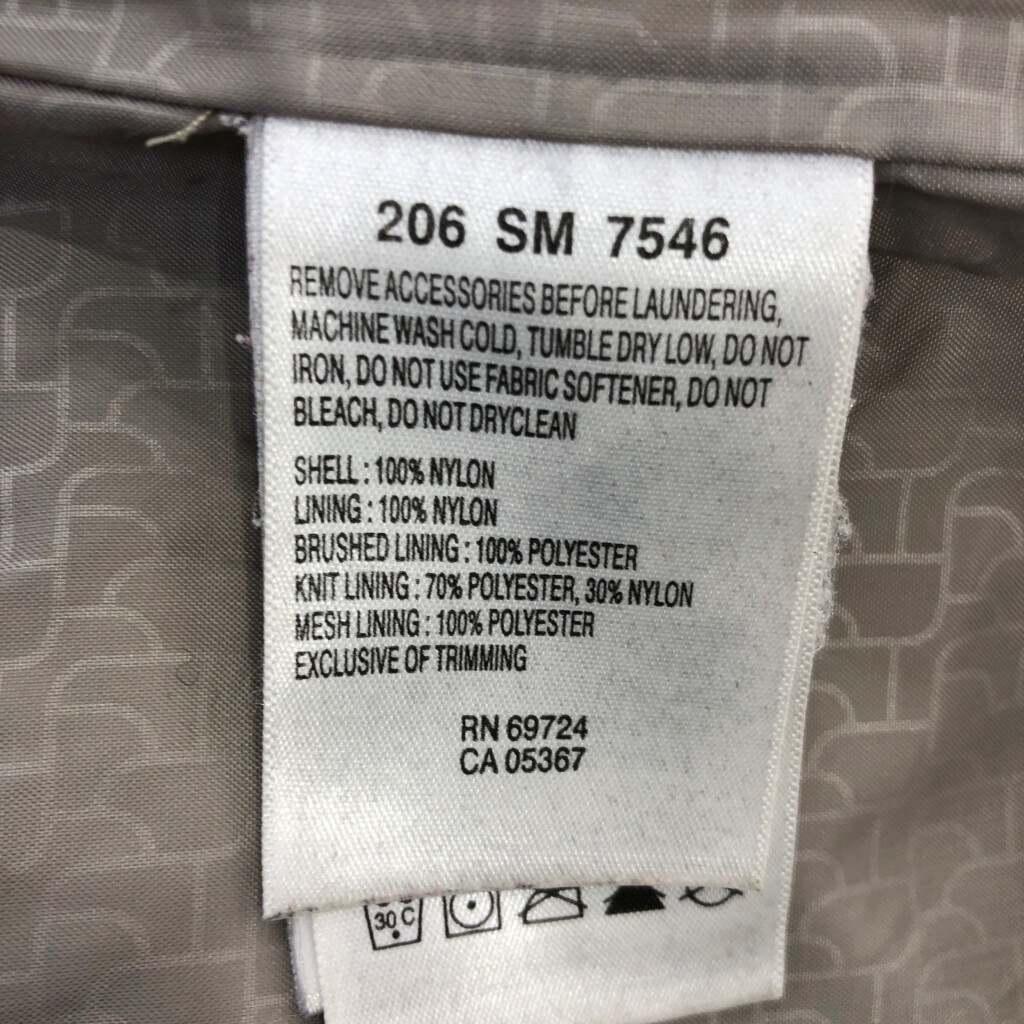 206 SM 7546
REMOVE ACCESSORIES BEFORE LAUNDERING,
MACHINE WASH COLD, TUMBLE DRY LOW, DO NOT
IRON, DO NOT USE FABRIC SOFTENER, DO NOT
BLEACH, DO NOT DRYCLEAN
SHELL : 100% NYLON
LINING : 100% NYLON
BRUSHED LINING : 100% POLYESTER
KNIT LINING : 70% POLYESTER, 30% NYLON
MESH LINING : 100% POLYESTER
EXCLUSIVE OF TRIMMING
RN 69724
CA 05367
30 C